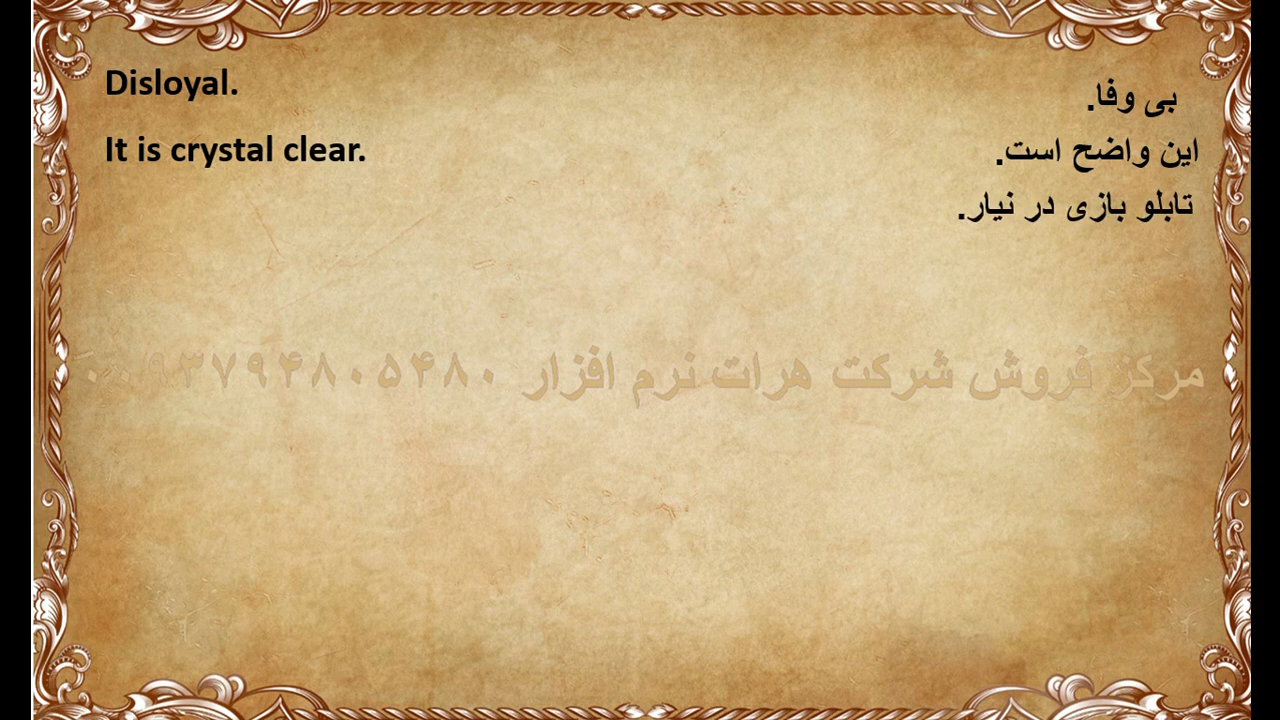 Disloyal.
بی وفا.
It is crystal clear.
این واضح است.
تابلو بازی در نیار.
مرکز فروش شرکت هرات نرم افزار ۰۰۹۳۷۹۴۸۰۵۴۸۰